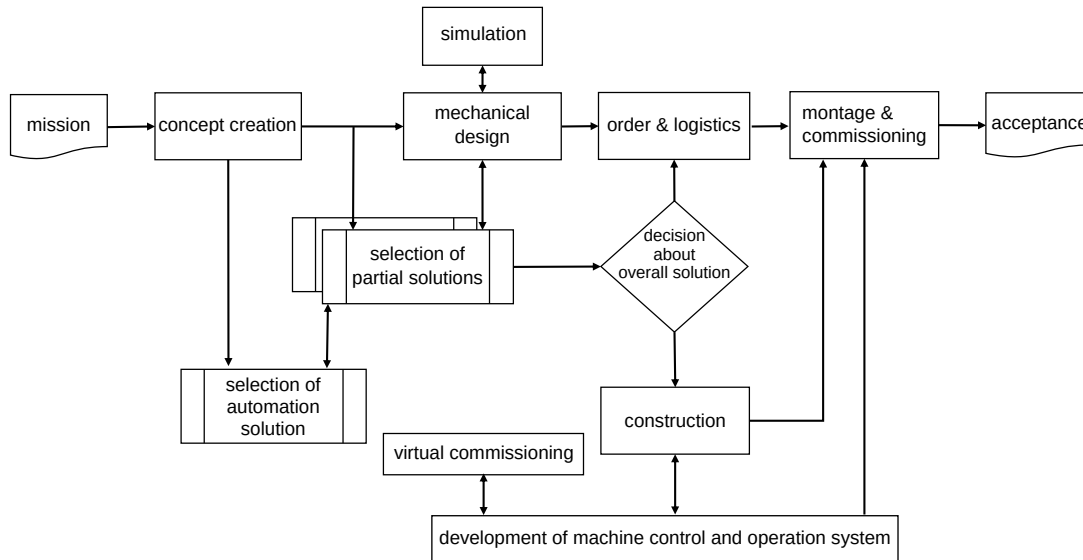 simulation
mission
concept creation
mechanical
design
order & logistics
montage &
commissioning
acceptance
selection of
partial solutions
decision
about
overall solution
selection of
automation
solution
construction
virtual commissioning
development of machine control and operation system